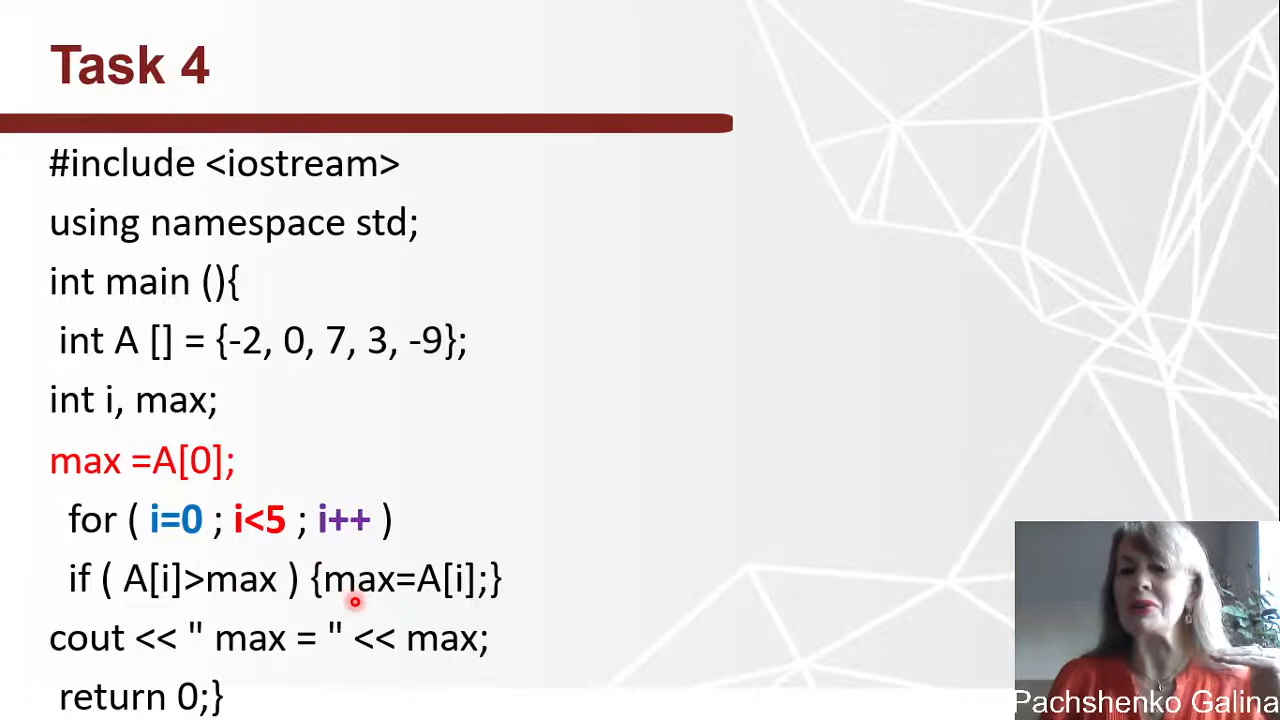 Task 4
#include <iostream>
using namespace std;
int main (){
int A [] = {-2, 0, 7, 3, -9};
int i, max;
max =A[0];
for ( i=0 ; i<5 ; i++ )
if ( A[i]>max ) {max=A[i];}
cout << " max = " << max;
return 0;}
Pachshenko Galina